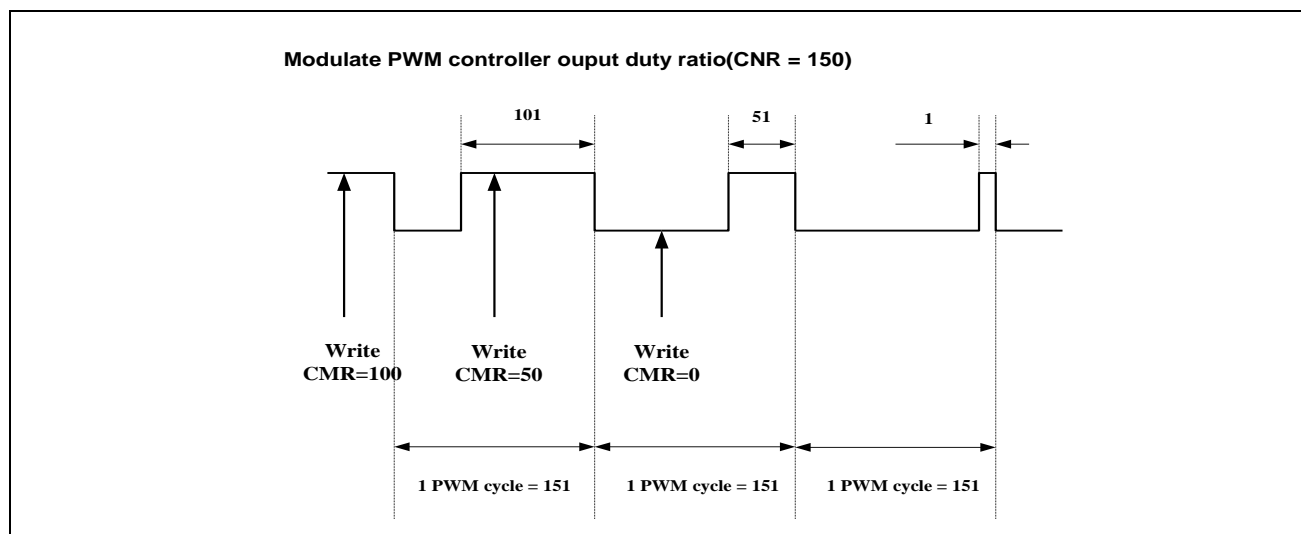 Modulate PWM controller ouput duty ratio(CNR = 150)
101
51
1
Write
CMR=100
Write
CMR=50
Write
CMR=0
1 PWM cycle = 151
1 PWM cycle = 151
1 PWM cycle = 151